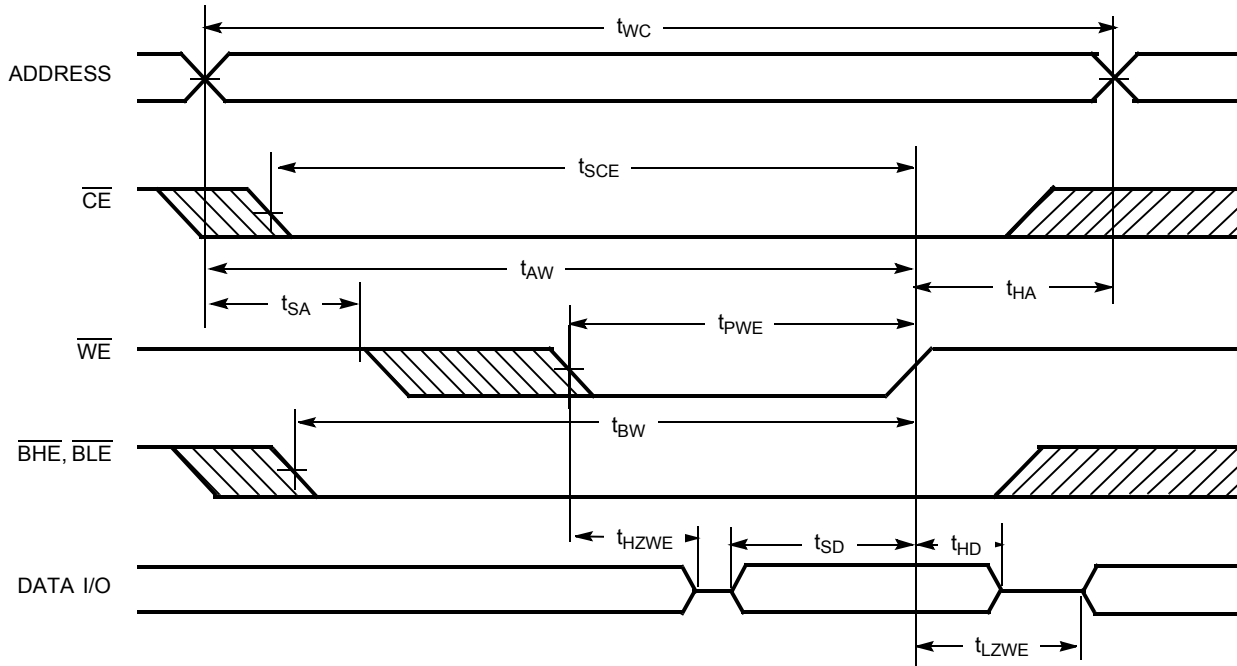 tWC
ADDRESS
tSCE
CE
tAW
tSA
tHA
tPWE
WE
tBW
BHE, BLE
tHZWE
tSD
tHD
DATA I/O
tLZWE